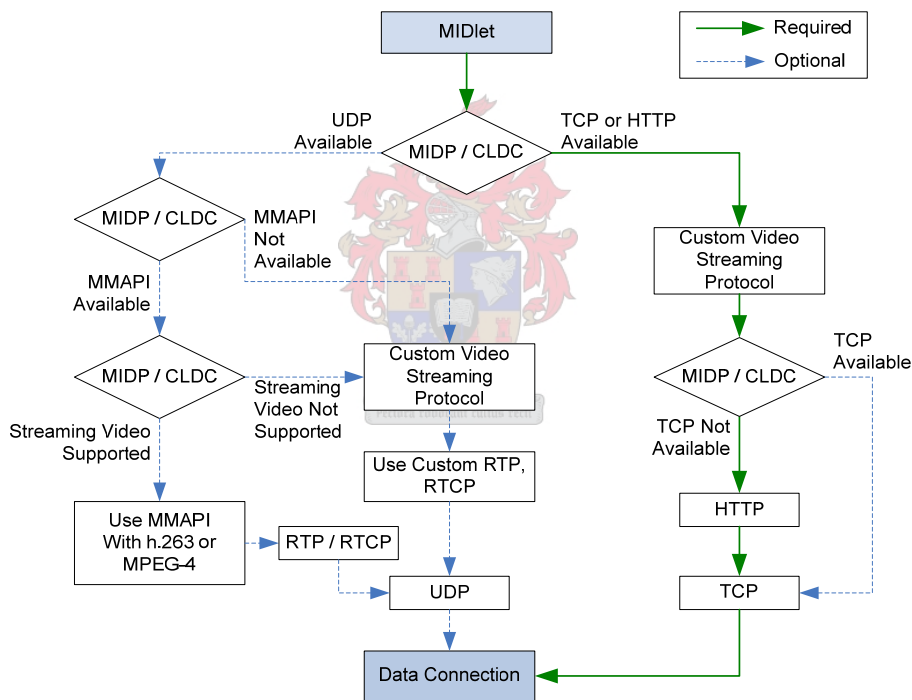 MIDlet
Required
Optional
UDP
Available
MIDP / CLDC
TCP or HTTP
Available
MIDP / CLDC
MMAPI
Not
Available
MMAPI
Available
Custom Video
Streaming
Protocol
MIDP / CLDC
Streaming
Video Not
Supported
Custom Video
Streaming
Protocol
MIDP / CLDC
TCP
Available
Streaming Video
Supported
TCP Not
Available
Use Custom RTP,
RTCP
Use MMAPI
With h.263 or
MPEG-4
RTP / RTCP
HTTP
UDP
TCP
Data Connection